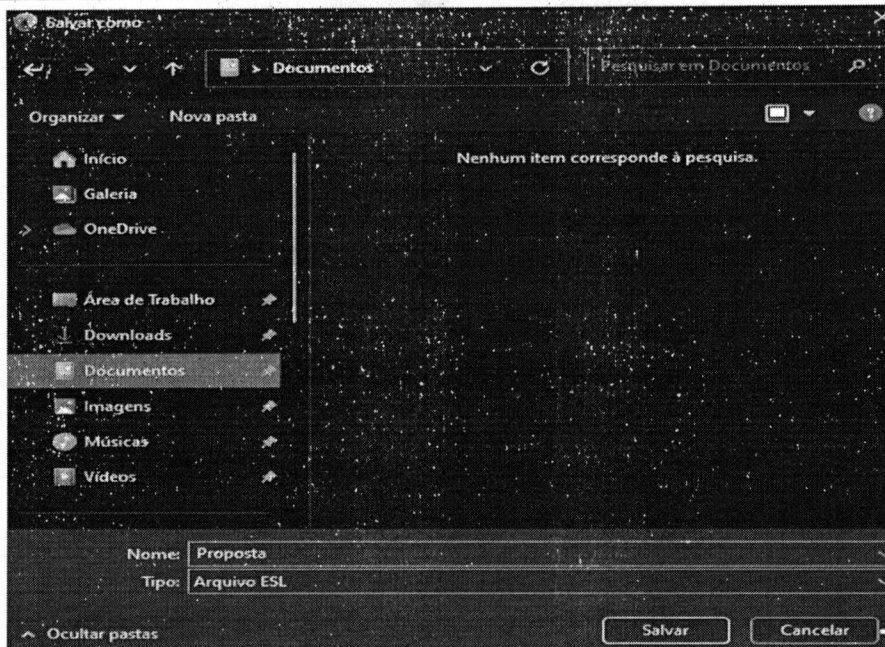 Salvar como
Documentos
Pesquisar em Documentos
Organizar
Nova pasta
Início
Nenhum item corresponde à pesquisa.
Galeria
OneDrive
Área de Trabalho
Downloads
Documentos
Imagens
Músicas
Vídeos
Nome: Proposta
Tipo: Arquivo ESL
Ocultar pastas
Salvar
Cancelar